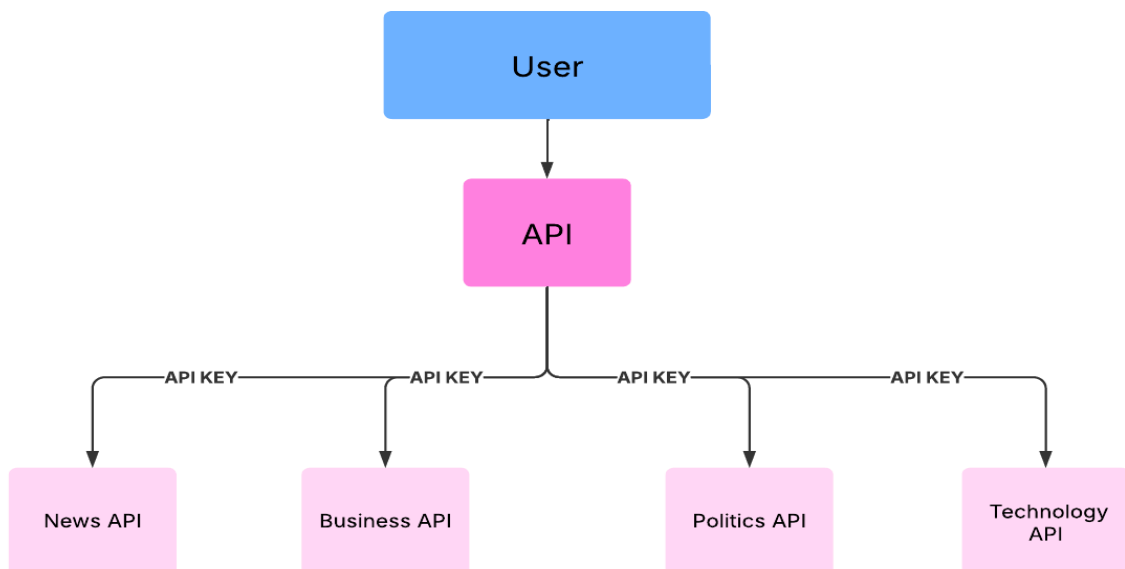 User
API
API KEY
API KEY
API KEY
API KEY
News API
Business API
Politics API
Technology
API